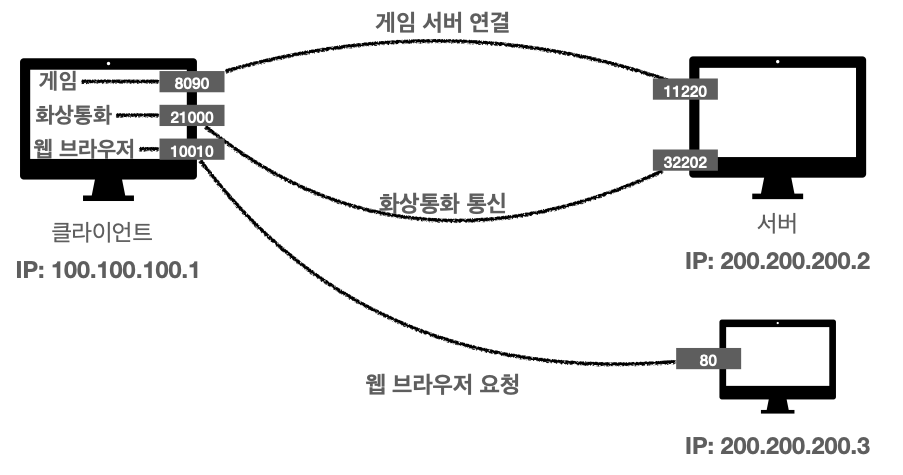 게임 서버 연결
게임
8090
화상통화
21000
웹 브라우저
10010
11220
32202
화상통화 통신
클라이언트
IP: 100.100.100.1
서버
IP: 200.200.200.2
80
웹 브라우저 요청
IP: 200.200.200.3